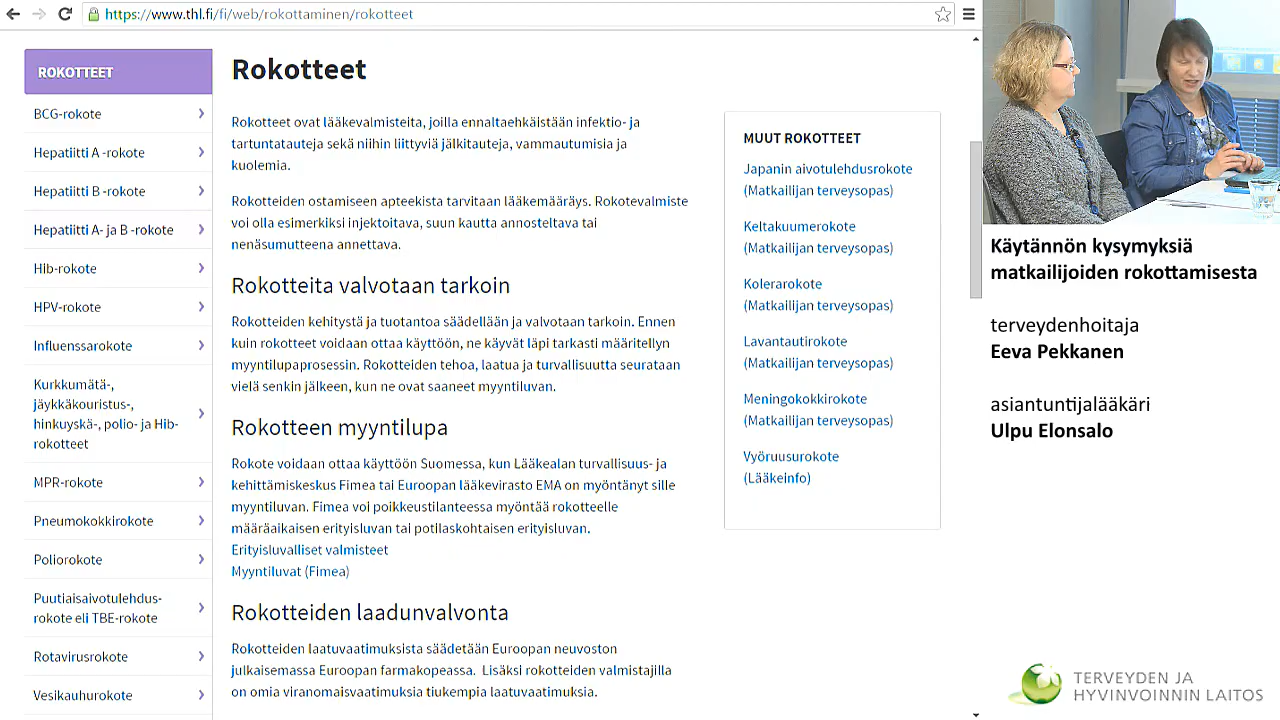 https://www.thl.fi/fi/web/rokottaminen/rokotteet
ROKOTTEET
BCG-rokote
Hepatiitti A -rokote
Hepatiitti B -rokote
Hepatiitti A- ja B -rokote
Hib-rokote
HPV-rokote
Influenssarokote
Kurkkumätä-,
jäykkäkouristus-,
hinkuyskä-, polio- ja Hib-
rokotteet
MPR-rokote
Pneumokokkirokote
Poliorokote
Puutiaisaivotulehdus-
rokote eli TBE-rokote
Rotavirusrokote
Vesikauhurokote
Rokotteet
Rokotteet ovat lääkevalmisteita, joilla ennaltaehkäistään infektio- ja
tartuntatauteja sekä niihin liittyviä jälkitauteja, vammautumisia ja
kuolemia.
Rokotteiden ostamiseen apteekista tarvitaan lääkemääräys. Rokotevalmiste
voi olla esimerkiksi injektoitava, suun kautta annosteltava tai
nenäsumutteena annettava.
Rokotteita valvotaan tarkoin
Rokotteiden kehitystä ja tuotantoa säädellään ja valvotaan tarkoin. Ennen
kuin rokotteet voidaan ottaa käyttöön, ne käyvät läpi tarkasti määritellyn
myyntilupaprosessin. Rokotteiden tehoa, laatua ja turvallisuutta seurataan
vielä senkin jälkeen, kun ne ovat saaneet myyntiluvan.
Rokotteen myyntilupa
Rokote voidaan ottaa käyttöön Suomessa, kun Lääkealan turvallisuus- ja
kehittämiskeskus Fimea tai Euroopan lääkevirasto EMA on myöntänyt sille
myyntiluvan. Fimea voi poikkeustilanteessa myöntää rokotteelle
määräaikaisen erityisluvan tai potilaskohtaisen erityisluvan.
Erityisluvalliset valmisteet
Myyntiluvat (Fimea)
Rokotteiden laadunvalvonta
Rokotteiden laatuvaatimuksista säädetään Euroopan neuvoston
julkaisemassa Euroopan farmakopeassa. Lisäksi rokotteiden valmistajilla
on omia viranomaisvaatimuksia tiukempia laatuvaatimuksia.
MUUT ROKOTTEET
Japanin aivotulehdusrokote
(Matkailijan terveysopas)
Keltakuumerokote
(Matkailijan terveysopas)
Kolerarokote
(Matkailijan terveysopas)
Lavantautirokote
(Matkailijan terveysopas)
Meningokokkirokote
(Matkailijan terveysopas)
Vyöruusurokote
(Lääkeinfo)
Käytännön kysymyksiä
matkailijoiden rokottamisesta
terveydenhoitaja
Eeva Pekkanen
asiantuntijalääkäri
Ulpu Elonsalo
TERVEYDEN JA
HYVINVOINNIN LAITOS